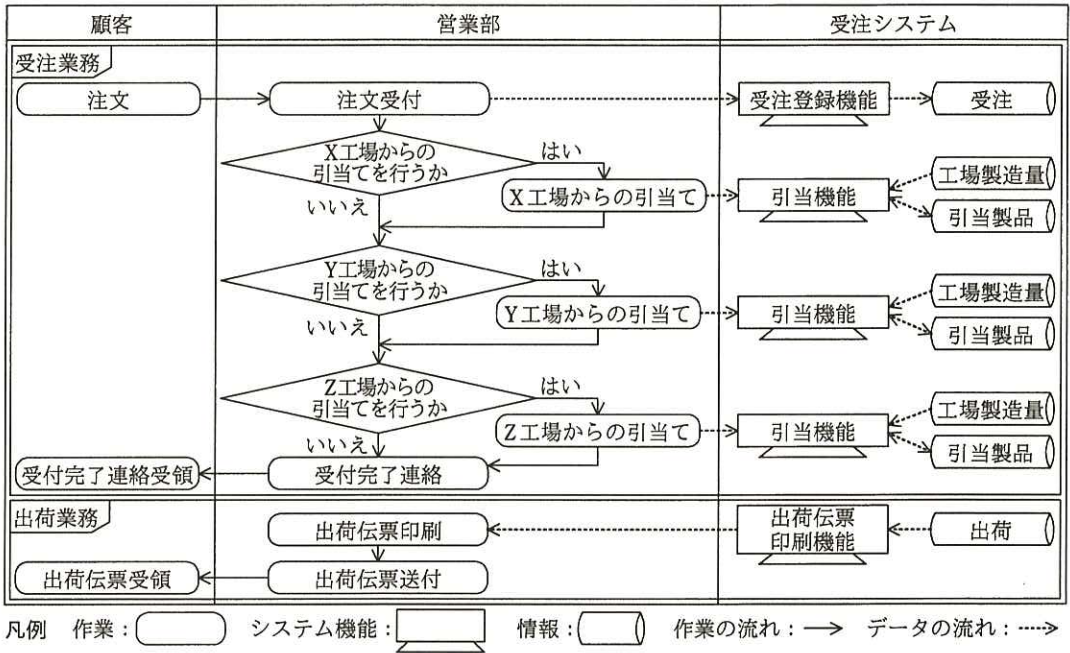 顧客 営業部 受注システム
受注業務
注文 注文受付 受注登録機能 受注
X工場からの
引当てを行うか
はい
いいえ
X工場からの引当て 引当機能 工場製造量
引当製品
Y工場からの
引当てを行うか
はい
いいえ
Y工場からの引当て 引当機能 工場製造量
引当製品
Z工場からの
引当てを行うか
はい
いいえ
Z工場からの引当て 引当機能 工場製造量
引当製品
受付完了連絡受領 受付完了連絡
出荷業務
出荷伝票印刷 出荷伝票
印刷機能
出荷
出荷伝票受領 出荷伝票送付
凡例 作業: システム機能: 情報: 作業の流れ: データの流れ: